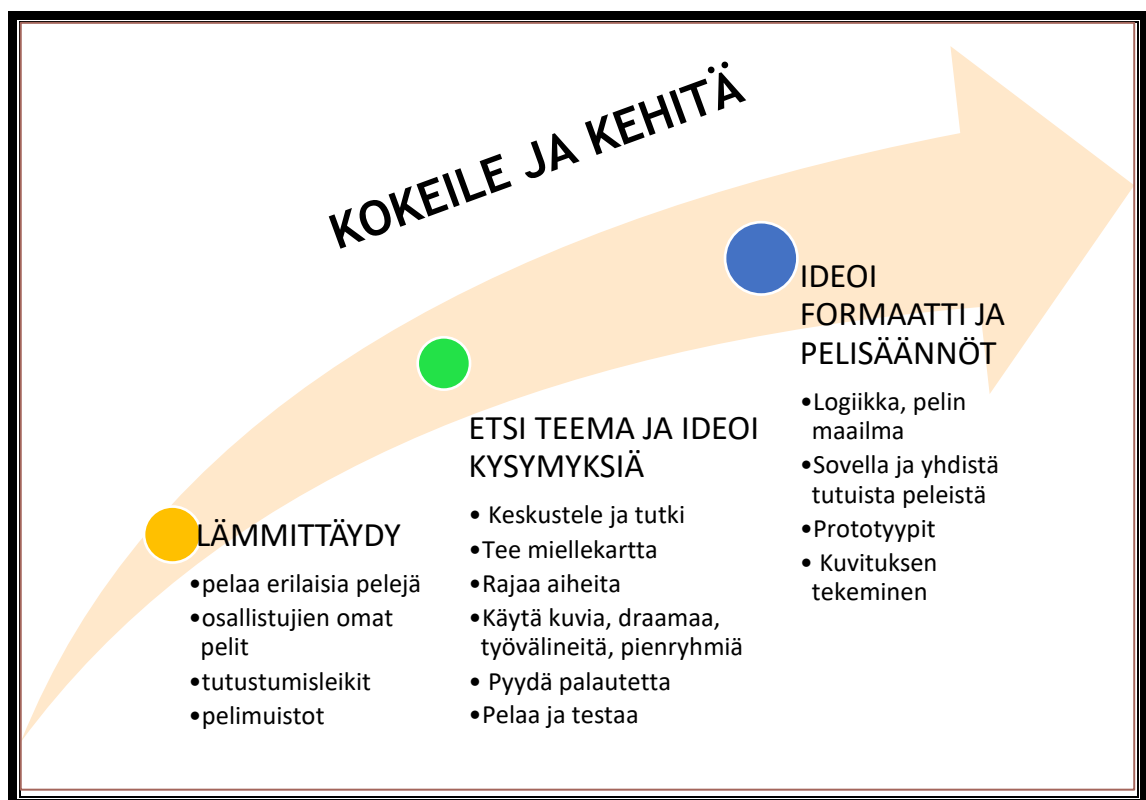 KOKEILE JA KEHITÄ
LÄMMITTÄYDY
•pelaa erilaisia pelejä
•osallistujien omat
pelit
•tutustumisleikit
•pelimuistot
ETSI TEEMA JA IDEOI
KYSYMYKSIÄ
• Keskustele ja tutki
•Tee miellekartta
•Rajaa aiheita
•Käytä kuvia, draamaa,
työvälineitä, pienryhmiä
• Pyydä palautetta
•Pelaa ja testaa
IDEOI
FORMAATTI JA
PELISÄÄNNÖT
•Logiikka, pelin
maailma
•Sovella ja yhdistä
tutuista peleistä
•Prototyypit
• Kuvituksen
tekeminen